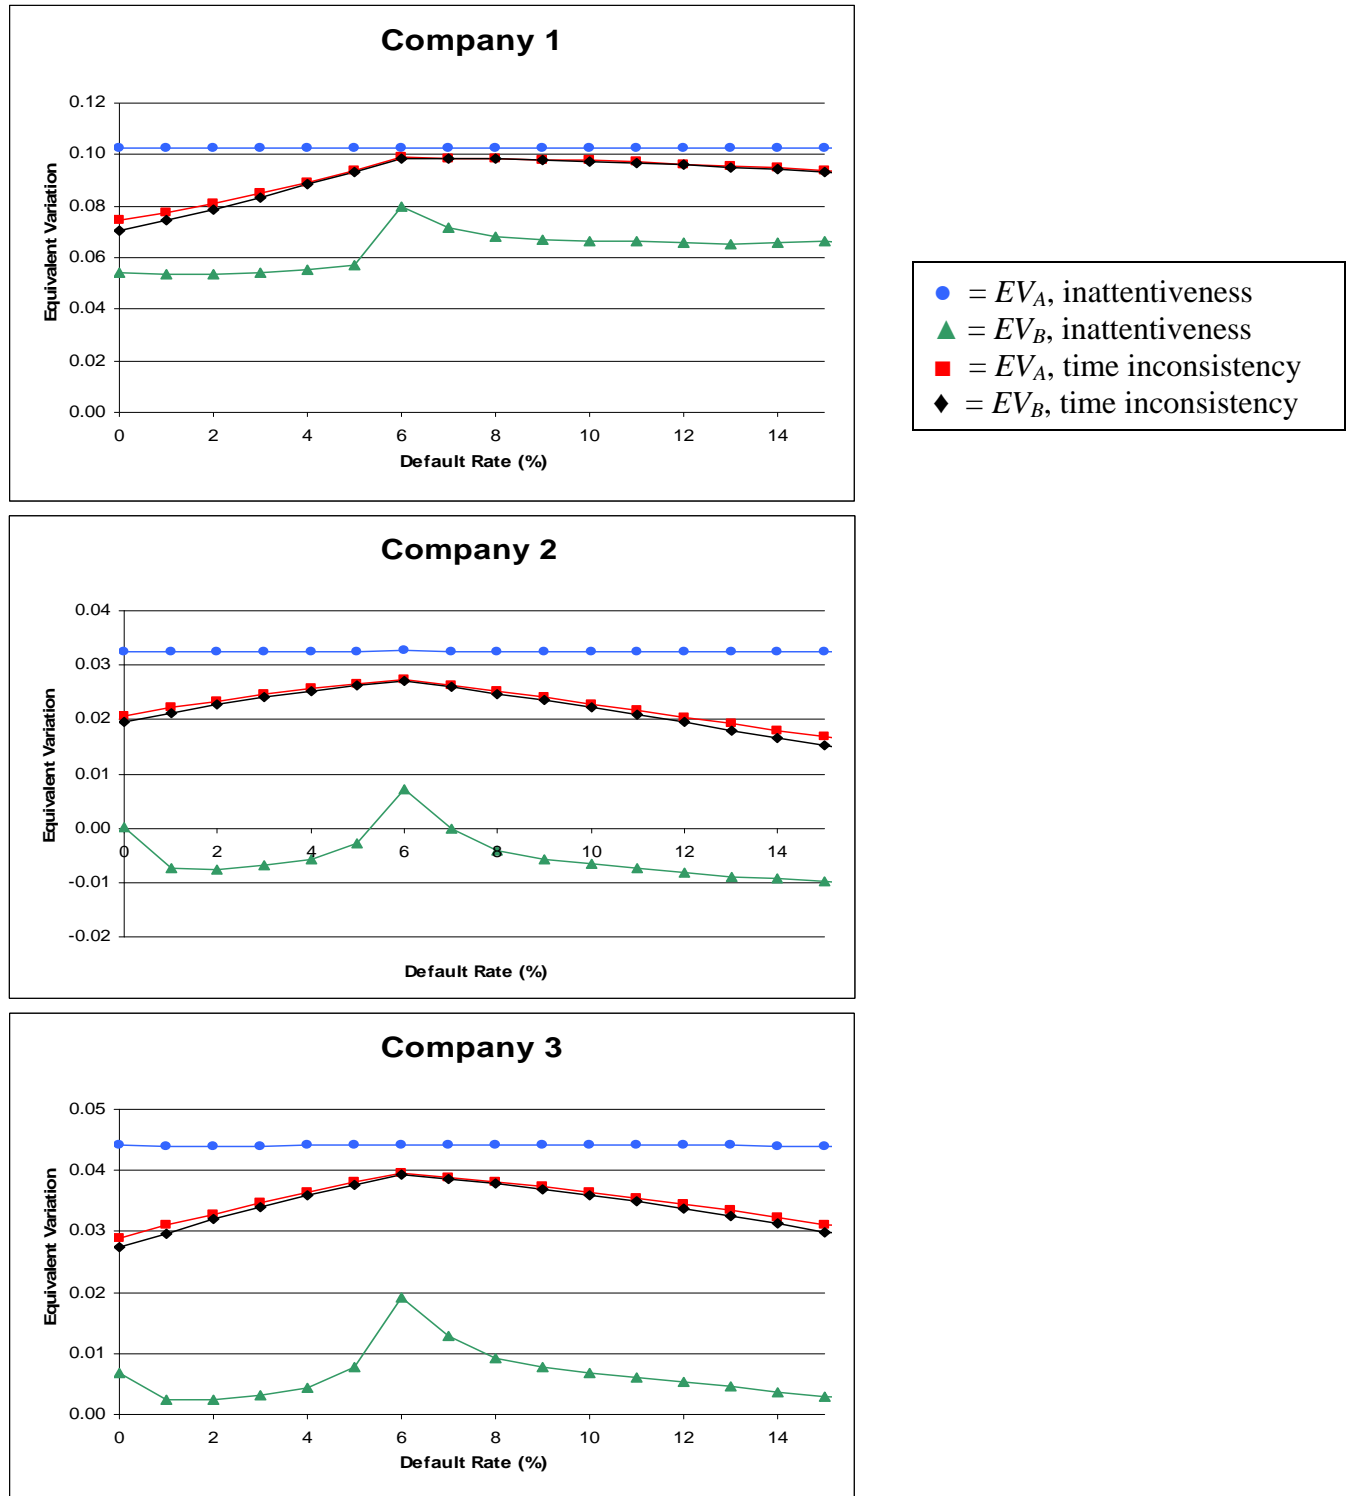 Company 1
0.12
0.10
0.08
0.06
0.04
0.02
0.00
Equivalent Variation
0 2 4 6 8 10 12 14
Default Rate (%)
= EV_A, inattentiveness
= EV_B, inattentiveness
= EV_A, time inconsistency
= EV_B, time inconsistency
Company 2
0.04
0.03
0.02
0.01
0.00
-0.01
-0.02
Equivalent Variation
0 2 4 6 8 10 12 14
Default Rate (%)
Company 3
0.05
0.04
0.03
0.02
0.01
0.00
Equivalent Variation
0 2 4 6 8 10 12 14
Default Rate (%)